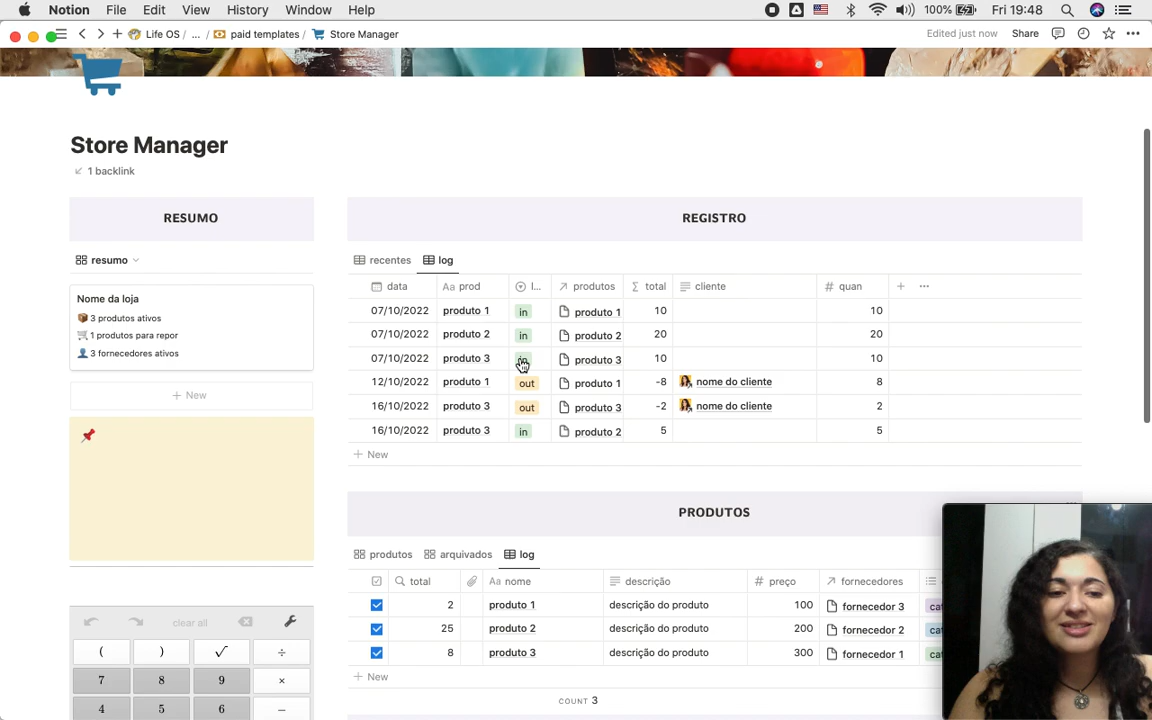 Notion File Edit View History Window Help 100% Fri 19:48
Life OS / ... / paid templates / Store Manager Edited just now Share
Store Manager
1 backlink
RESUMO
resumo
Nome da loja
3 produtos ativos
1 produtos para repor
3 fornecedores ativos
+ New
REGISTRO
recentes log
data Aa prod l... produtos Σ total cliente # quan + ...
07/10/2022 produto 1 in produto 1 10 10
07/10/2022 produto 2 in produto 2 20 20
07/10/2022 produto 3 produto 3 10 10
12/10/2022 produto 1 out produto 1 -8 nome do cliente 8
16/10/2022 produto 3 out produto 3 -2 nome do cliente 2
16/10/2022 produto 3 in produto 2 5 5
+ New
PRODUTOS
produtos arquivados log
total Aa nome descrição # preço fornecedores
2 produto 1 descrição do produto 100 fornecedor 3 cat
25 produto 2 descrição do produto 200 fornecedor 2 cat
8 produto 3 descrição do produto 300 fornecedor 1 cat
+ New
COUNT 3
clear all
( ) √ ÷
7 8 9 ×
4 5 6 −